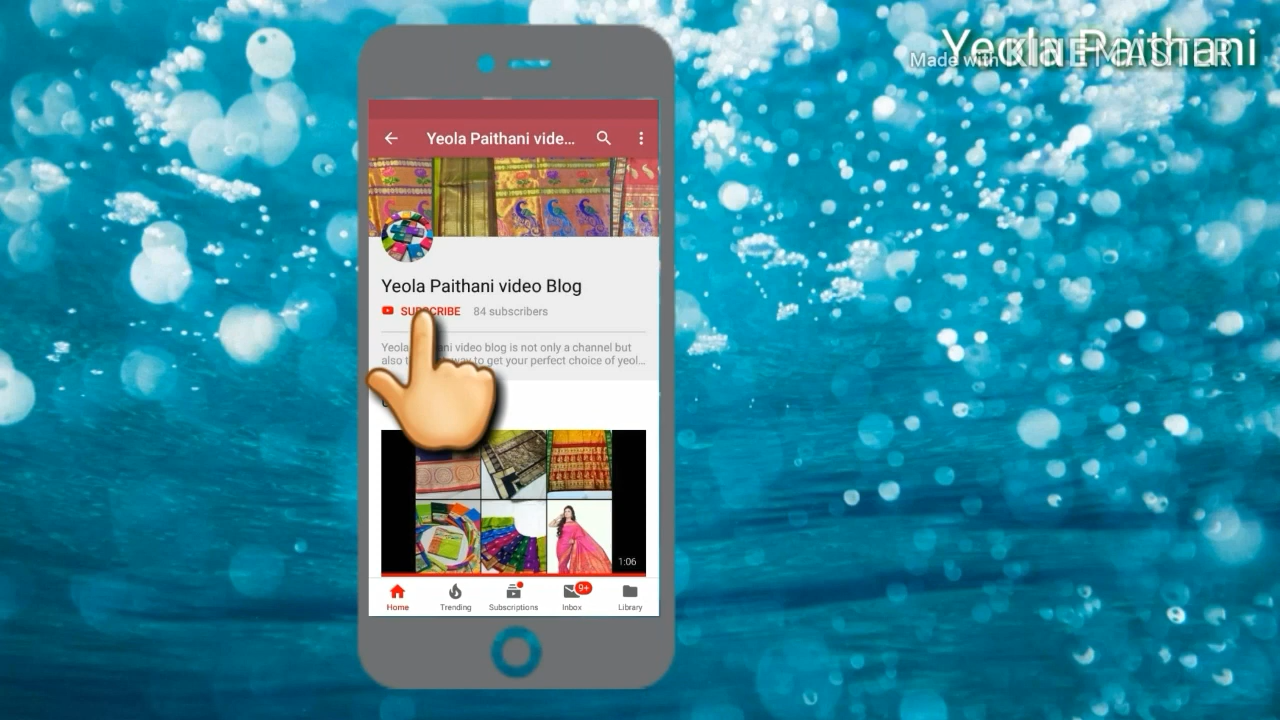 Yeola Paithani
Made with KINEMASTER
Yeola Paithani vide...
Yeola Paithani video Blog
SUBSCRIBE 84 subscribers
Yeola ani video blog is not only a channel but
also way to get your perfect choice of yeol...
1:06
9+
Home Trending Subscriptions Inbox Library